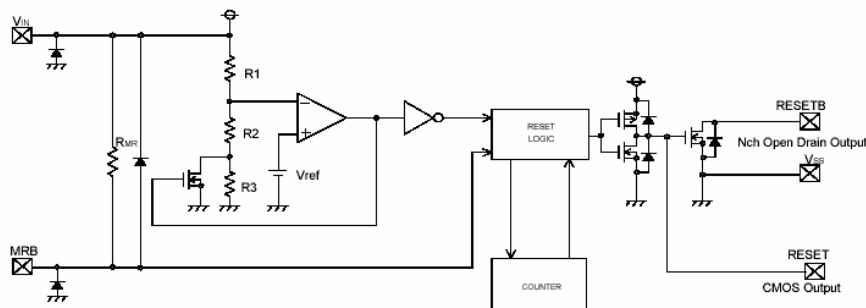 VIN
R1
RESETB
RESET
LOGIC
Nch Open Drain Output
RMR
R2
VSS
Vref
R3
MRB
RESET
COUNTER
CMOS Output